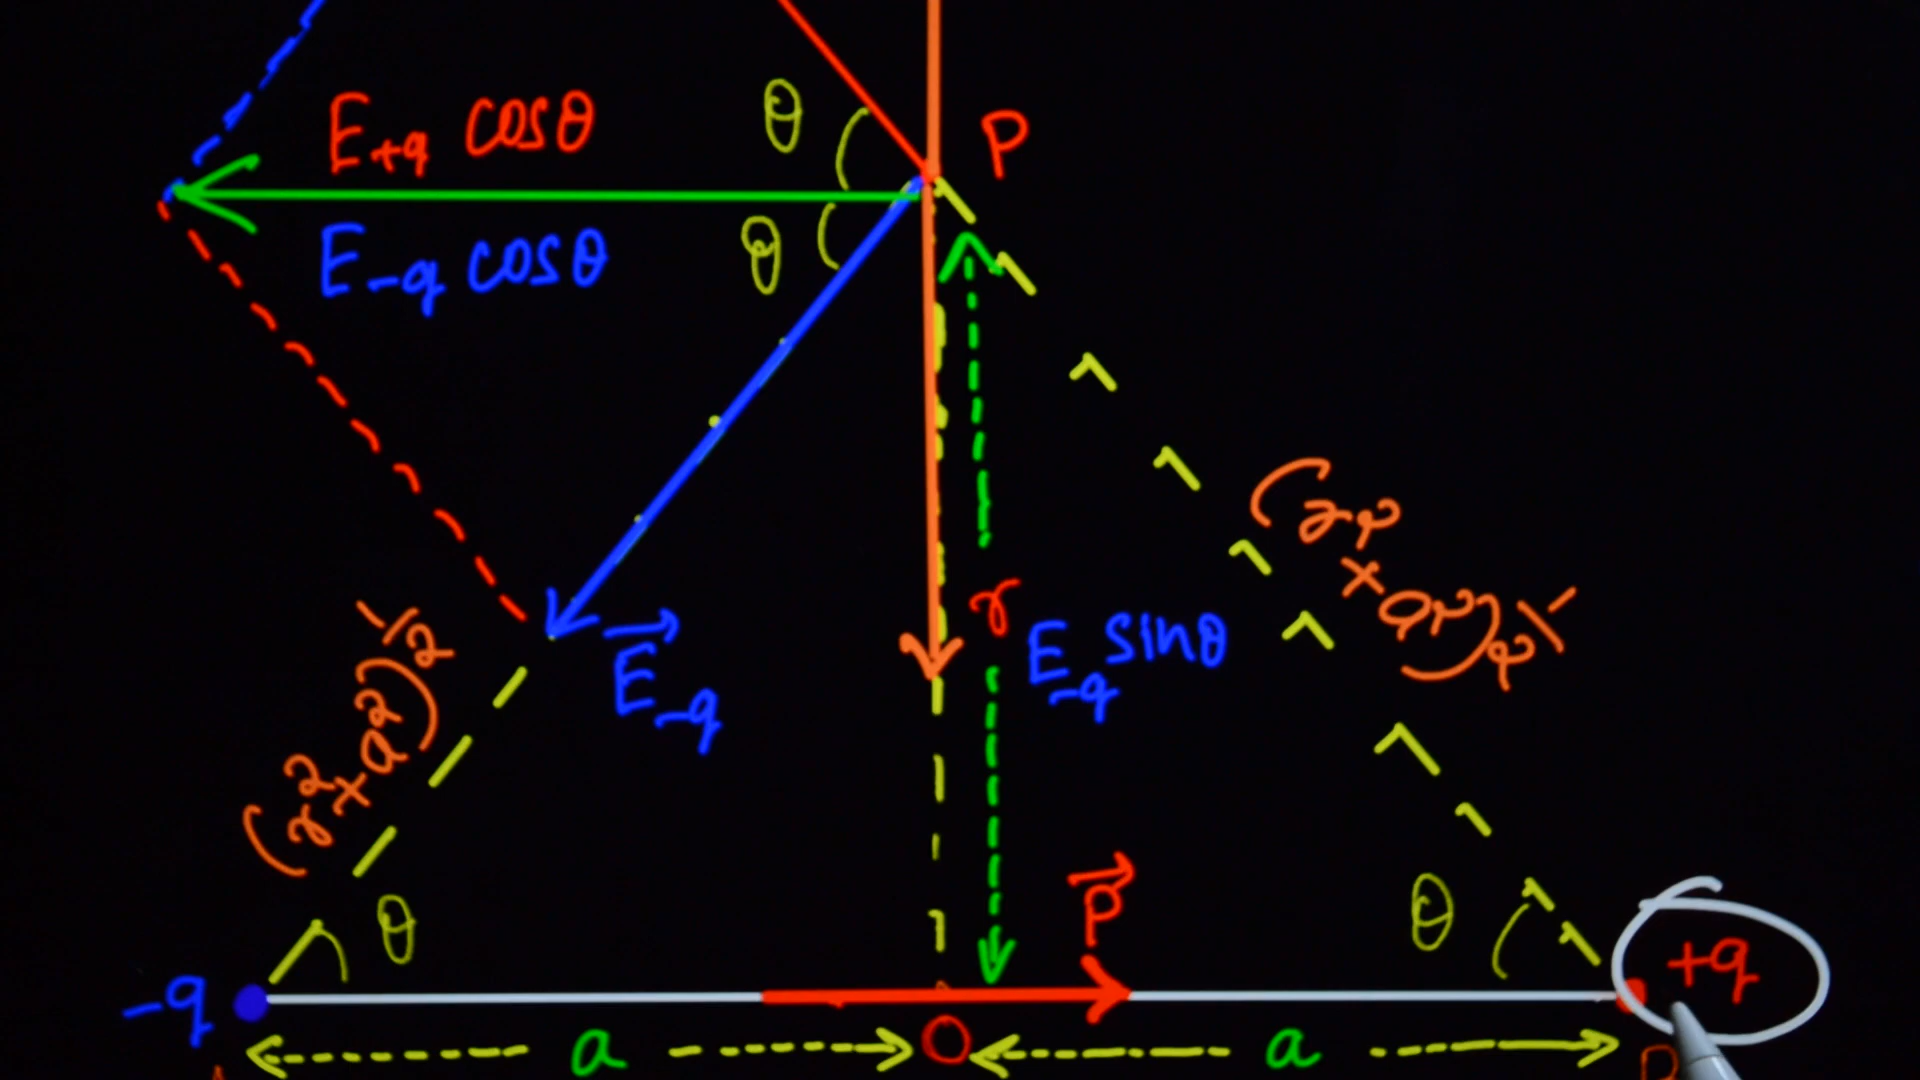 E+q cosθ
θ
P
E-q cosθ
θ
(r²+a²)^1/2
r
E-q sinθ
E⃗-q
(r²+a²)^1/2
p⃗
θ
θ
+q
-q
a
O
a